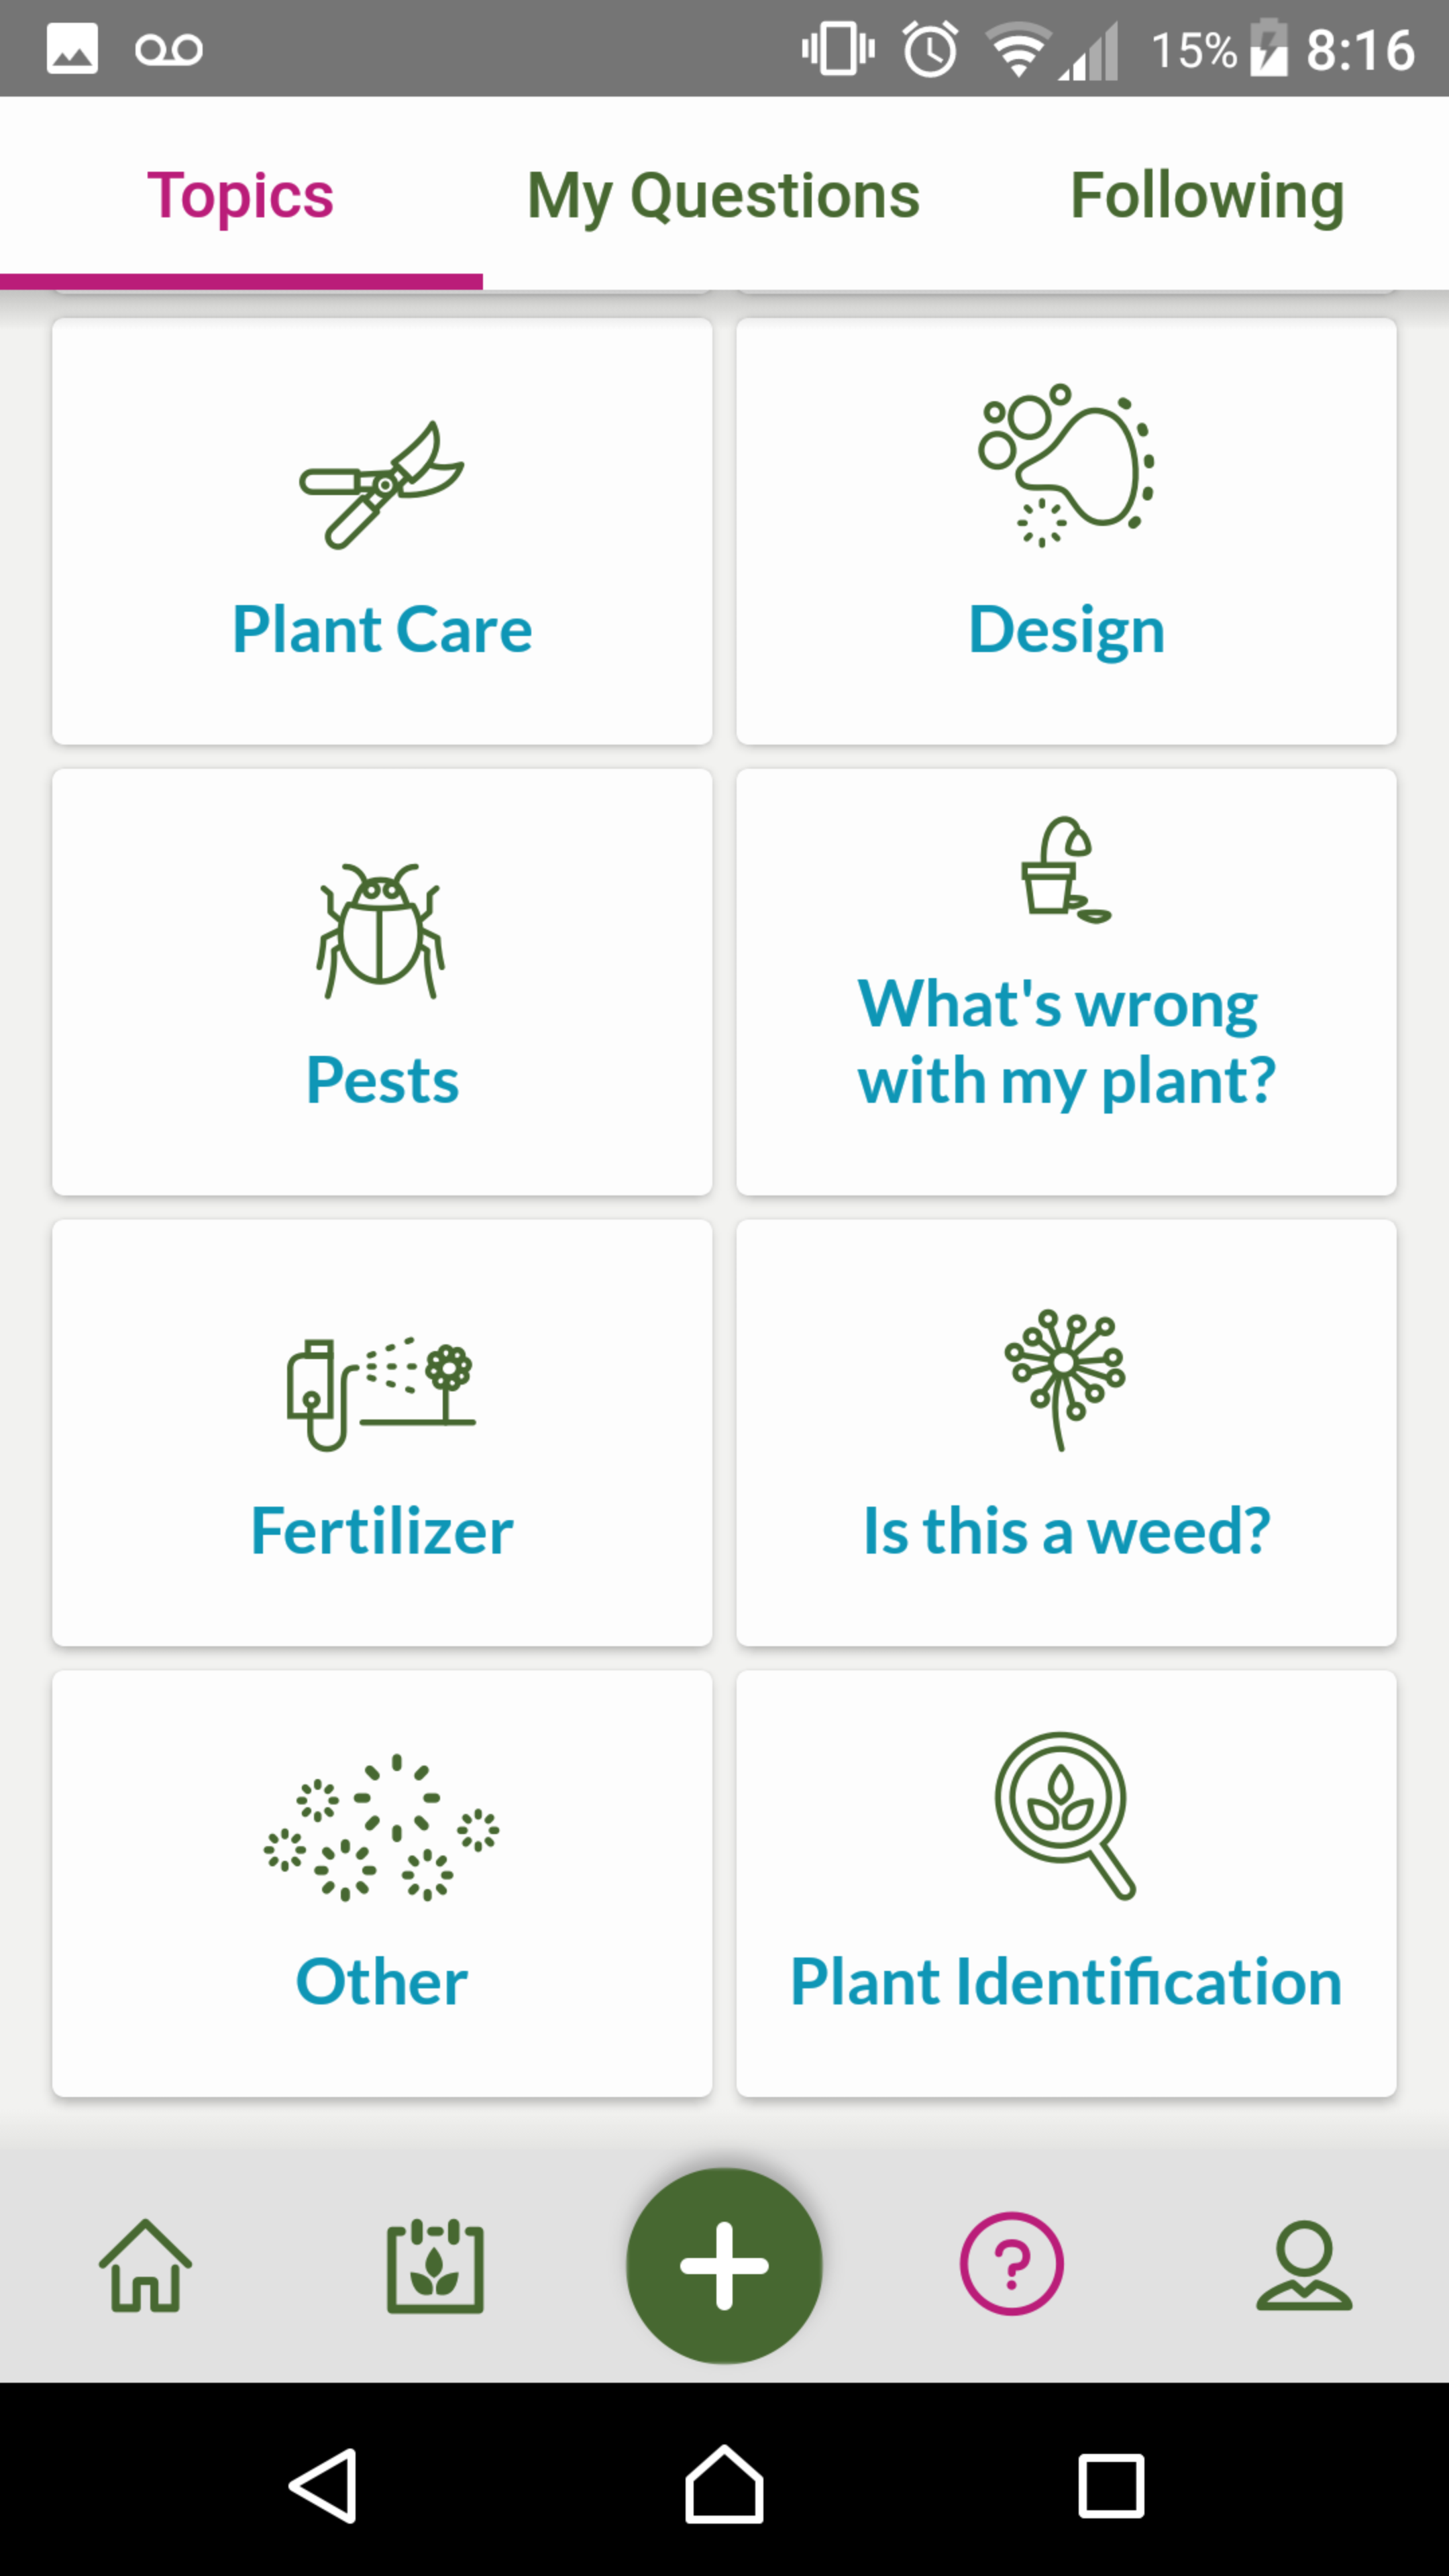 15% 8:16
Topics My Questions Following
Plant Care Design
Pests
What's wrong
with my plant?
Fertilizer Is this a weed?
Other Plant Identification